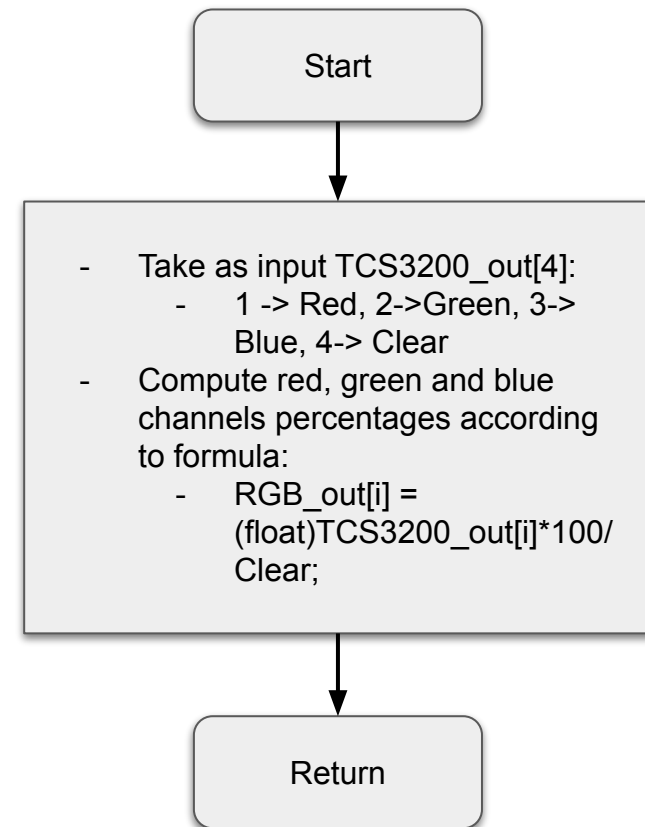 Start
- Take as input TCS3200_out[4]:
- 1 -> Red, 2->Green, 3->
Blue, 4-> Clear
- Compute red, green and blue
channels percentages according
to formula:
- RGB_out[i] =
(float)TCS3200_out[i]*100/
Clear;
Return